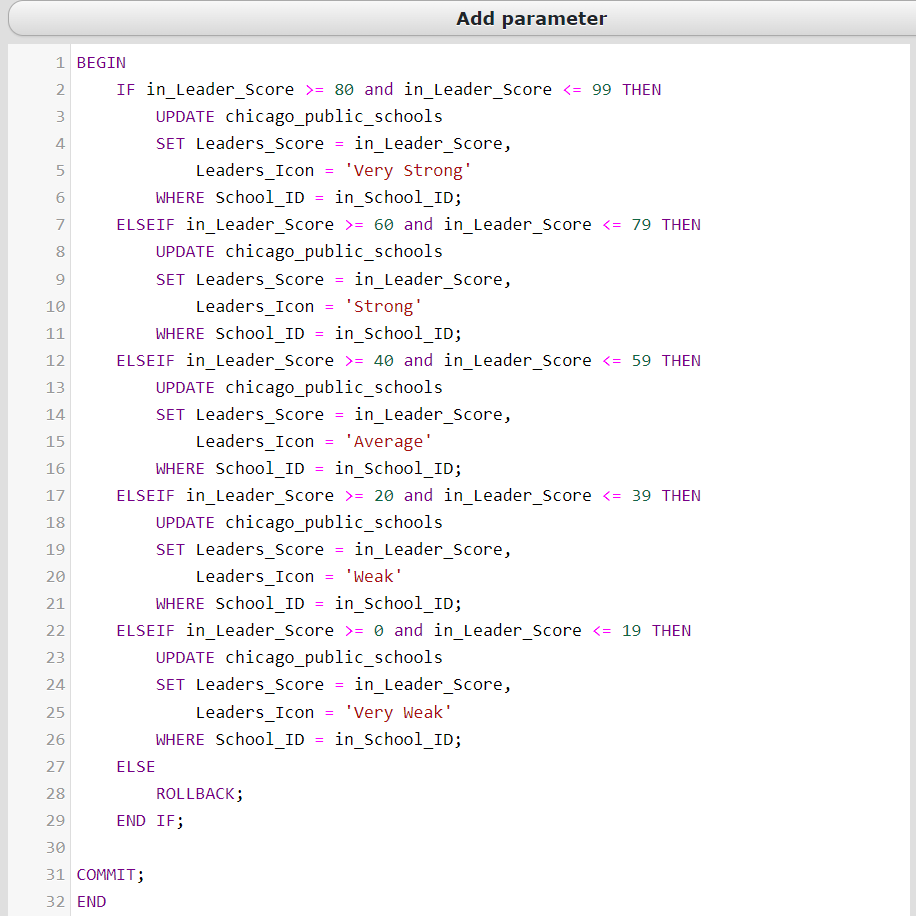 Add parameter
1 BEGIN
2     IF in_Leader_Score >= 80 and in_Leader_Score <= 99 THEN
3         UPDATE chicago_public_schools
4         SET Leaders_Score = in_Leader_Score,
5             Leaders_Icon = 'Very Strong'
6         WHERE School_ID = in_School_ID;
7     ELSEIF in_Leader_Score >= 60 and in_Leader_Score <= 79 THEN
8         UPDATE chicago_public_schools
9         SET Leaders_Score = in_Leader_Score,
10             Leaders_Icon = 'Strong'
11         WHERE School_ID = in_School_ID;
12     ELSEIF in_Leader_Score >= 40 and in_Leader_Score <= 59 THEN
13         UPDATE chicago_public_schools
14         SET Leaders_Score = in_Leader_Score,
15             Leaders_Icon = 'Average'
16         WHERE School_ID = in_School_ID;
17     ELSEIF in_Leader_Score >= 20 and in_Leader_Score <= 39 THEN
18         UPDATE chicago_public_schools
19         SET Leaders_Score = in_Leader_Score,
20             Leaders_Icon = 'Weak'
21         WHERE School_ID = in_School_ID;
22     ELSEIF in_Leader_Score >= 0 and in_Leader_Score <= 19 THEN
23         UPDATE chicago_public_schools
24         SET Leaders_Score = in_Leader_Score,
25             Leaders_Icon = 'Very Weak'
26         WHERE School_ID = in_School_ID;
27     ELSE
28         ROLLBACK;
29     END IF;
30
31 COMMIT;
32 END